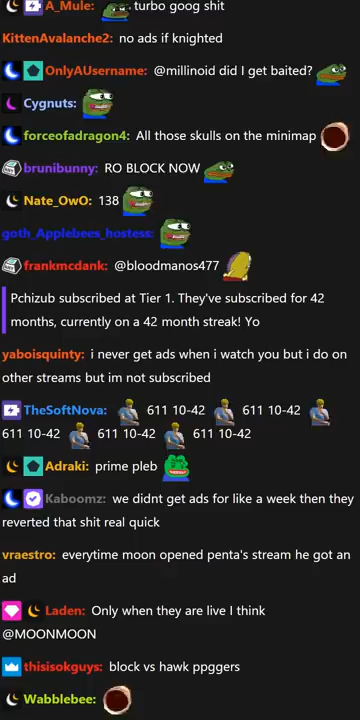 A_Mule: turbo goog shit
KittenAvalanche2: no ads if knighted
OnlyAUsername: @millinoid did I get baited?
Cygnuts:
forceofadragon4: All those skulls on the minimap
brunibunny: RO BLOCK NOW
Nate_OwO: 138
goth_Applebees_hostess:
frankmcdank: @bloodmanos477
Pchizub subscribed at Tier 1. They've subscribed for 42
months, currently on a 42 month streak! Yo
yaboisquinty: i never get ads when i watch you but i do on
other streams but im not subscribed
TheSoftNova: 611 10-42 611 10-42
611 10-42 611 10-42 611 10-42
Adraki: prime pleb
Kaboomz: we didnt get ads for like a week then they
reverted that shit real quick
vraestro: everytime moon opened penta's stream he got an
ad
Laden: Only when they are live I think
@MOONMOON
thisisokguys: block vs hawk ppggers
Wabblebee: